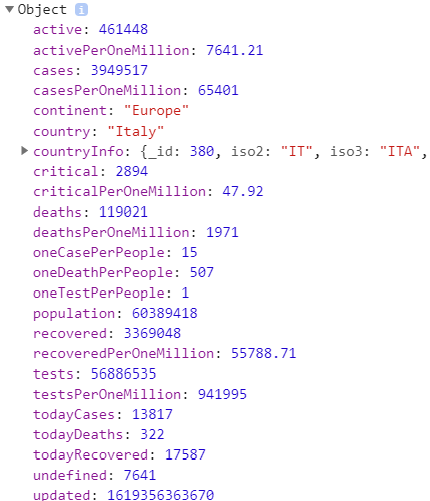 Object i
active: 461448
activePerOneMillion: 7641.21
cases: 3949517
casesPerOneMillion: 65401
continent: "Europe"
country: "Italy"
countryInfo: {_id: 380, iso2: "IT", iso3: "ITA",
critical: 2894
criticalPerOneMillion: 47.92
deaths: 119021
deathsPerOneMillion: 1971
oneCasePerPeople: 15
oneDeathPerPeople: 507
oneTestPerPeople: 1
population: 60389418
recovered: 3369048
recoveredPerOneMillion: 55788.71
tests: 56886535
testsPerOneMillion: 941995
todayCases: 13817
todayDeaths: 322
todayRecovered: 17587
undefined: 7641
updated: 1619356363670